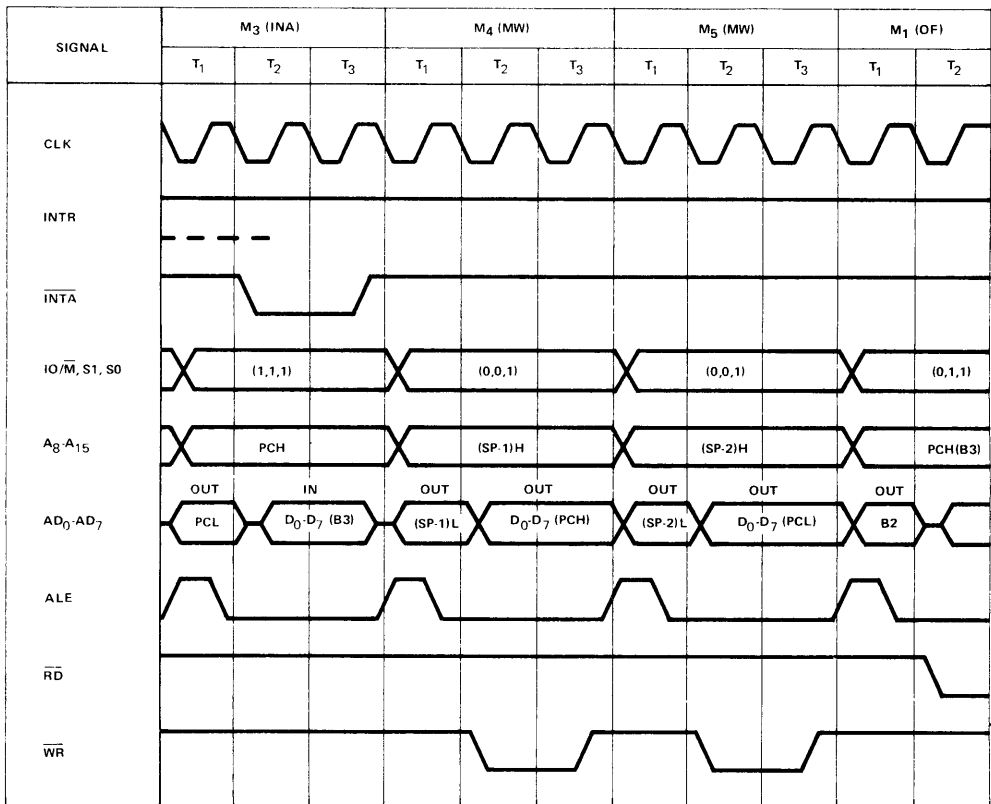 SIGNAL
M3 (INA)
M4 (MW)
M5 (MW)
M1 (OF)
T1
T2
T3
T1
T2
T3
T1
T2
T3
T1
T2
CLK
INTR
INTA
IO/M, S1, S0
(1,1,1)
(0,0,1)
(0,0,1)
(0,1,1)
A8-A15
PCH
(SP-1)H
(SP-2)H
PCH(B3)
OUT
IN
OUT
OUT
OUT
OUT
OUT
AD0-AD7
PCL
D0-D7 (B3)
(SP-1)L
D0-D7 (PCH)
(SP-2)L
D0-D7 (PCL)
B2
ALE
RD
WR